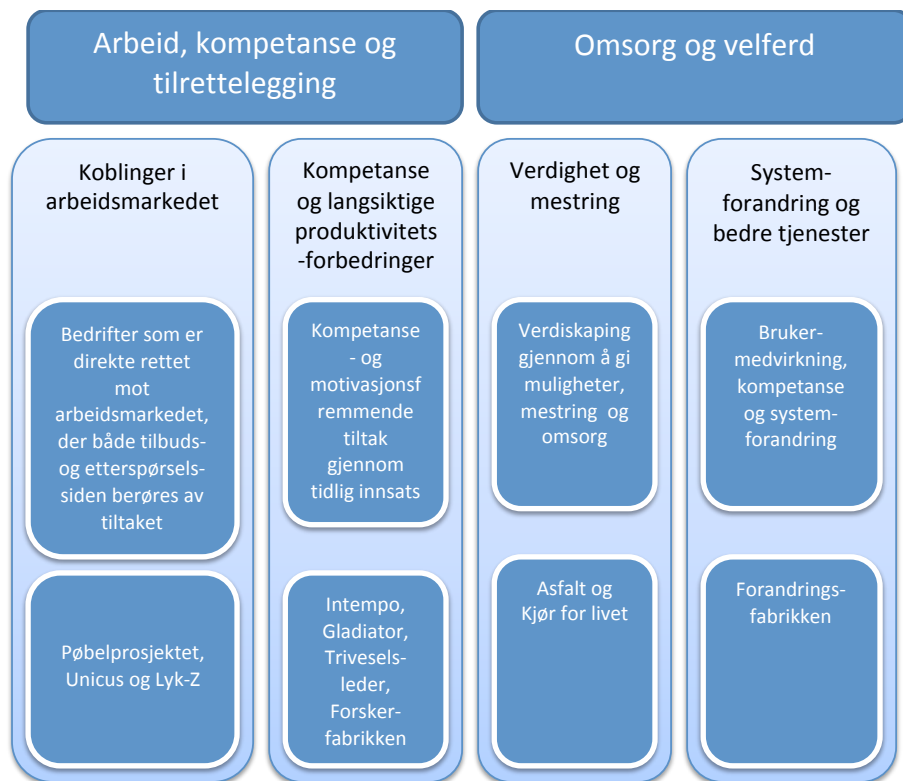 Arbeid, kompetanse og
tilrettelegging
Omsorg og velferd
Koblinger i
arbeidsmarkedet
Bedrifter som er
direkte rettet
mot
arbeidsmarkedet,
der både tilbuds-
og etterspørsels-
siden berøres av
tiltaket
Pøbelprosjektet,
Unicus og Lyk-Z
Kompetanse
og langsiktige
produktivitets
-forbedringer
Kompetanse
- og
motivasjonsf
remmende
tiltak
gjennom
tidlig innsats
Intempo,
Gladiator,
Trivesels-
leder,
Forsker-
fabrikken
Verdighet og
mestring
Verdiskaping
gjennom å gi
muligheter,
mestring og
omsorg
Asfalt og
Kjør for livet
System-
forandring og
bedre tjenester
Bruker-
medvirkning,
kompetanse
og system-
forandring
Forandrings-
fabrikken